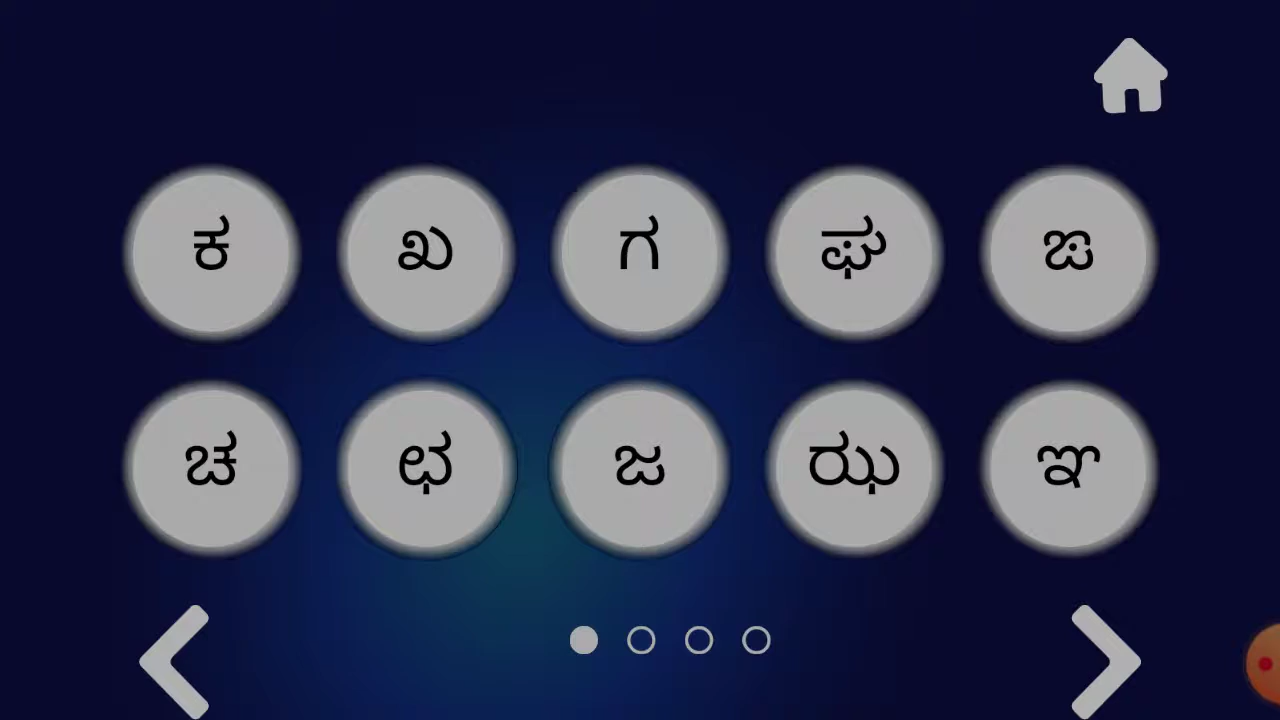 ಕ ಖ ಗ ಘ ಙ
ಚ ಛ ಜ ಝ ಞ